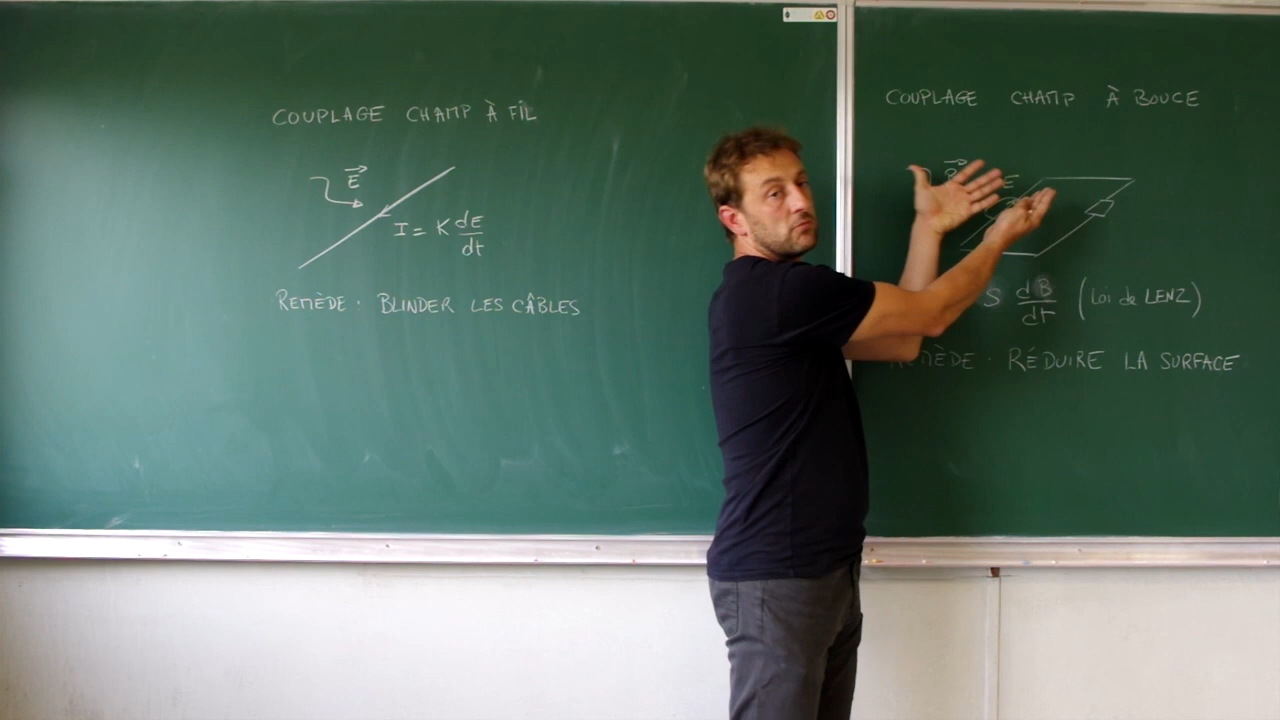 COUPLAGE CHAMP À FIL
E
I = K dE/dt
REMÈDE. BLINDER LES CÂBLES
COUPLAGE CHAMP À BOUCE
E
S dB/dt (Loi de LENZ)
RÉDUIRE LA SURFACE